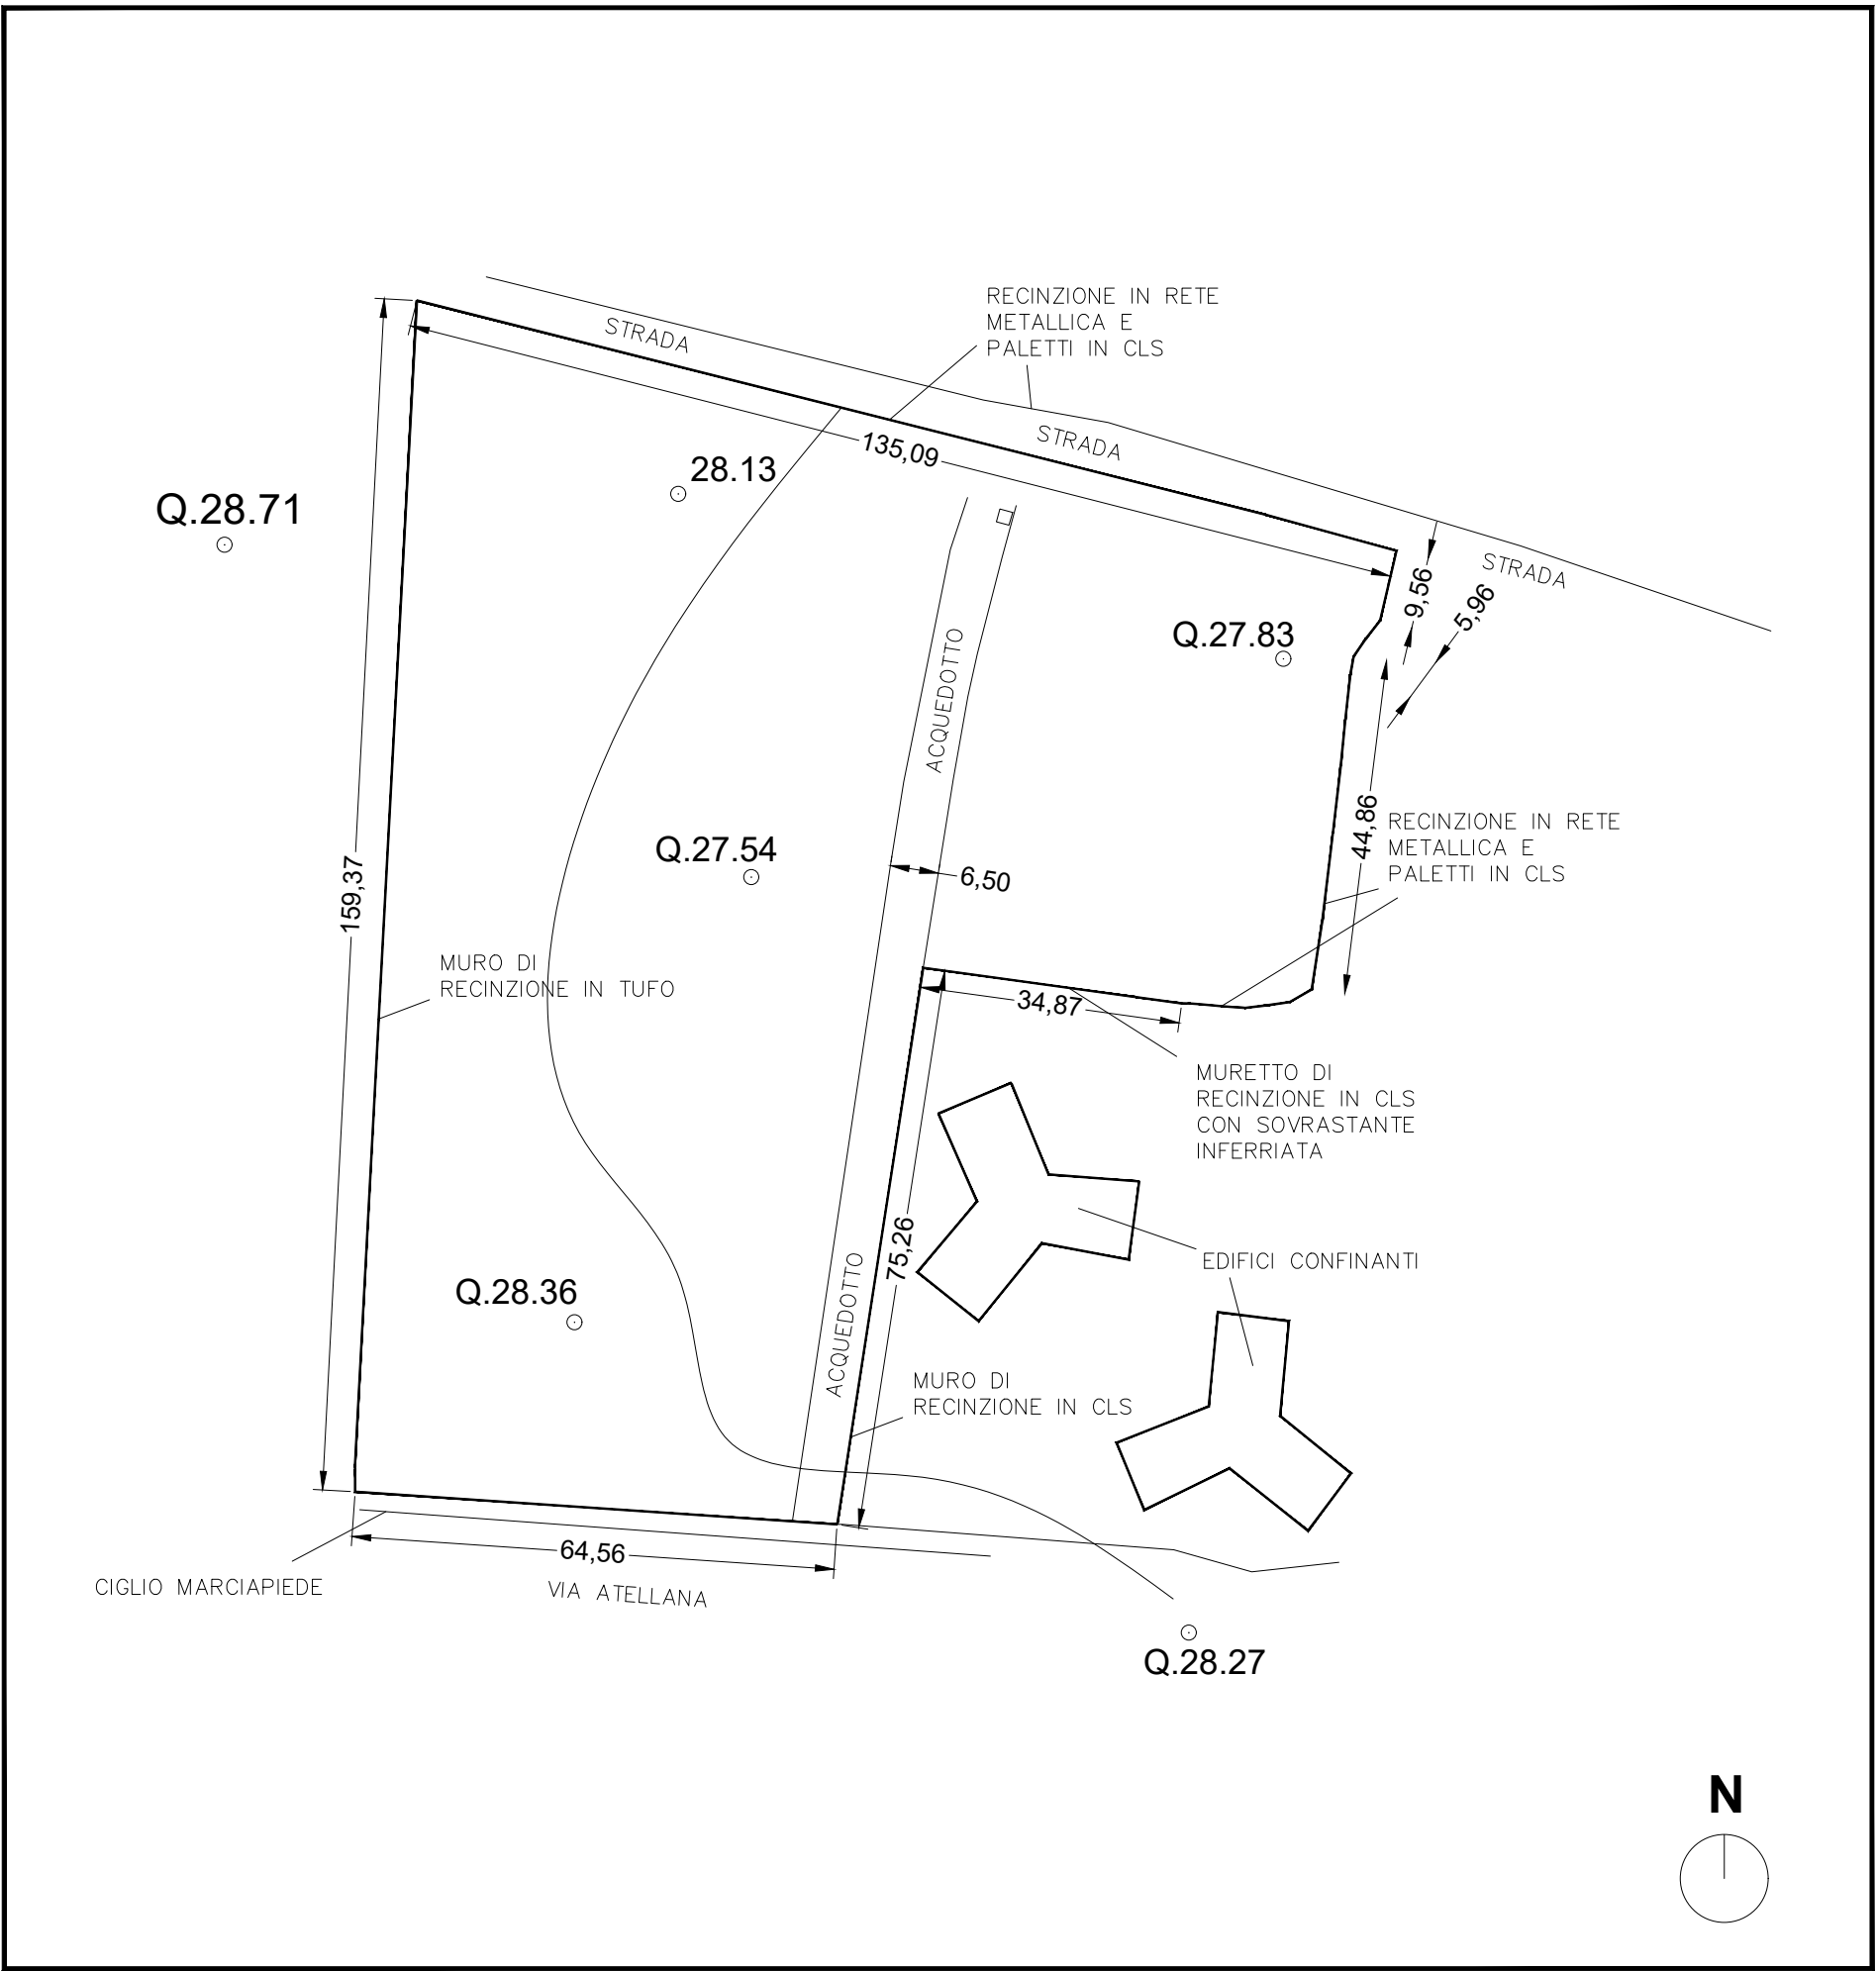 RECINZIONE IN RETE
METALLICA E
PALETTI IN CLS
STRADA
STRADA
135,09
28.13
Q.28.71
STRADA
9,56
5,96
Q.27.83
ACQUEDOTTO
44,86
RECINZIONE IN RETE
METALLICA E
PALETTI IN CLS
Q.27.54
6,50
159,37
MURO DI
RECINZIONE IN TUFO
34,87
MURETTO DI
RECINZIONE IN CLS
CON SOVRASTANTE
INFERRIATA
75,26
EDIFICI CONFINANTI
Q.28.36
ACQUEDOTTO
MURO DI
RECINZIONE IN CLS
64,56
CIGLIO MARCIAPIEDE
VIA ATELLANA
Q.28.27
N